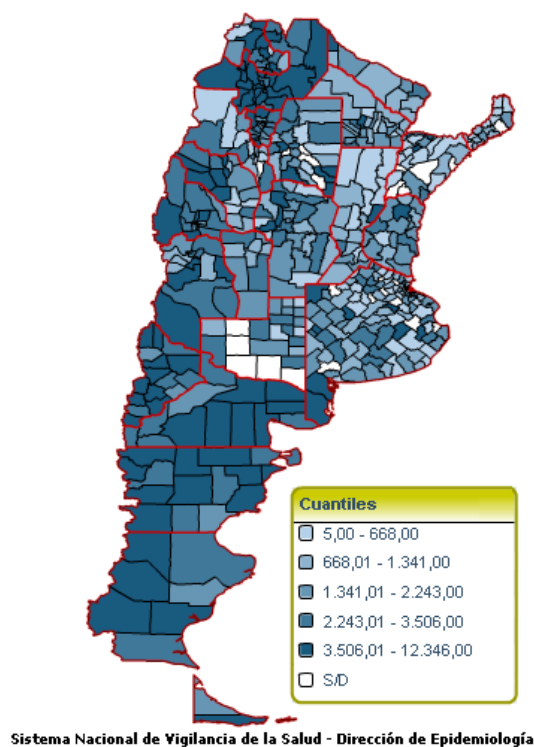 Cuantiles
5,00 - 668,00
668,01 - 1.341,00
1.341,01 - 2.243,00
2.243,01 - 3.506,00
3.506,01 - 12.346,00
S/D
Sistema Nacional de Vigilancia de la Salud - Dirección de Epidemiología